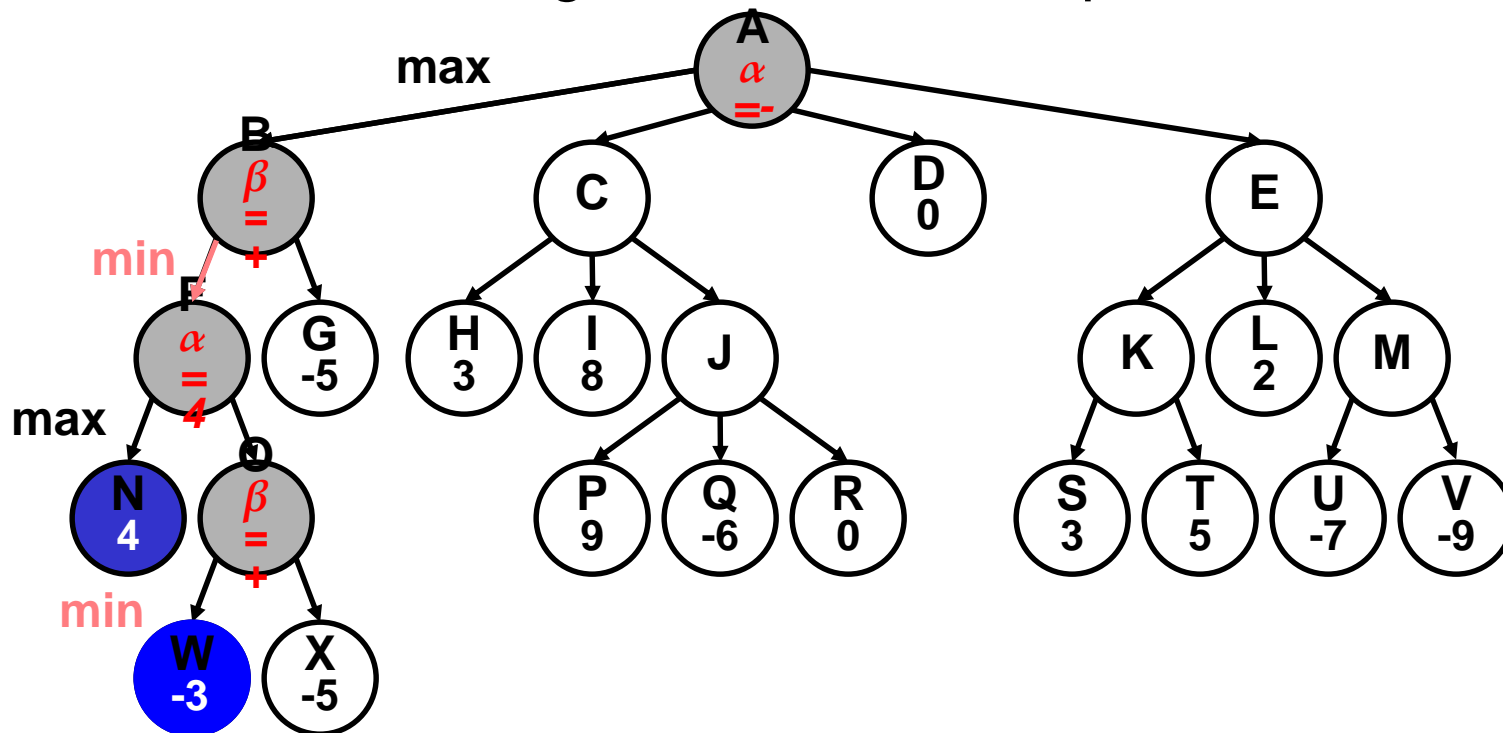 A
α
=-
max
B
β
=
+
C
D
0
E
min
F
α
=
4
G
-5
H
3
I
8
J
K
L
2
M
max
N
4
O
β
=
+
P
9
Q
-6
R
0
S
3
T
5
U
-7
V
-9
min
W
-3
X
-5